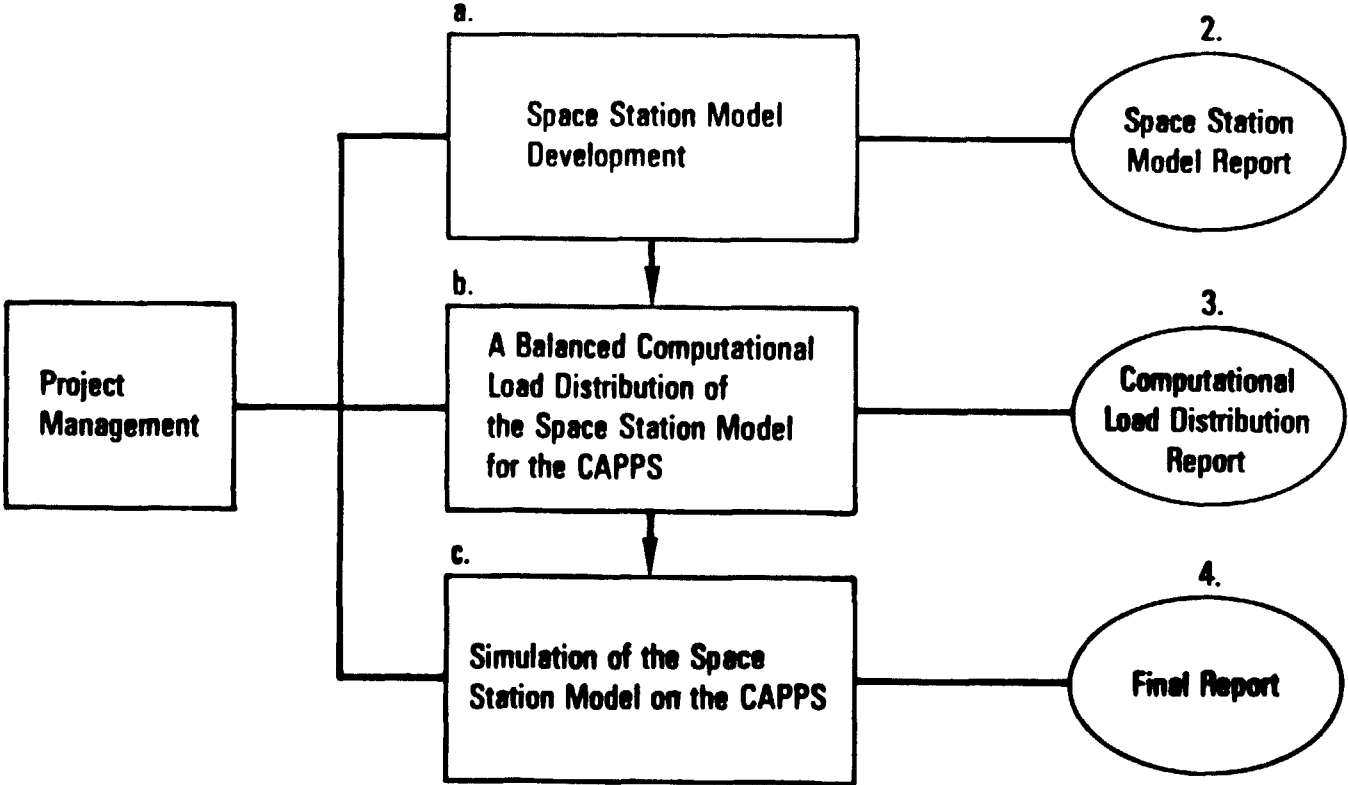 a.
Space Station Model
Development
2.
Space Station
Model Report
Project
Management
b.
A Balanced Computational
Load Distribution of
the Space Station Model
for the CAPPS
3.
Computational
Load Distribution
Report
c.
Simulation of the Space
Station Model on the CAPPS
4.
Final Report